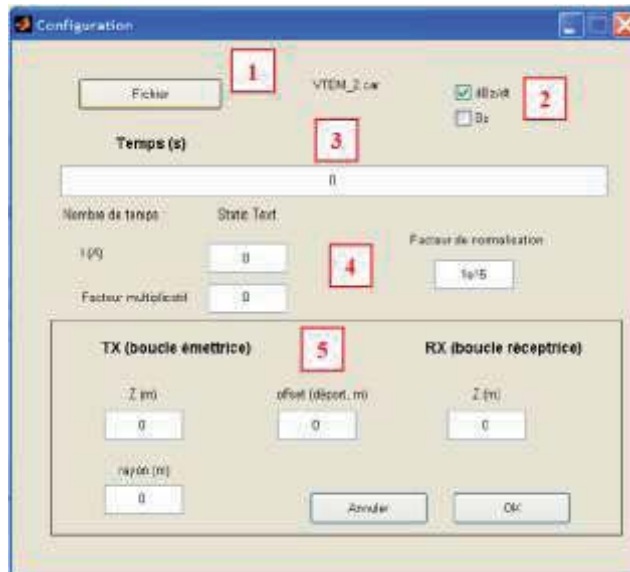 Configuration
1
Fichier
VTEM_2.car
dBz/dt
2
Bz
Temps (s)
3
0
Nombre de temps
Static Text
I (A)
0
4
Facteur de normalisation
1e15
Facteur multiplicatif
0
TX (boucle émettrice)
5
RX (boucle réceptrice)
Z (m)
offset (déport, m)
Z (m)
0
0
0
rayon (m)
0
Annuler
OK